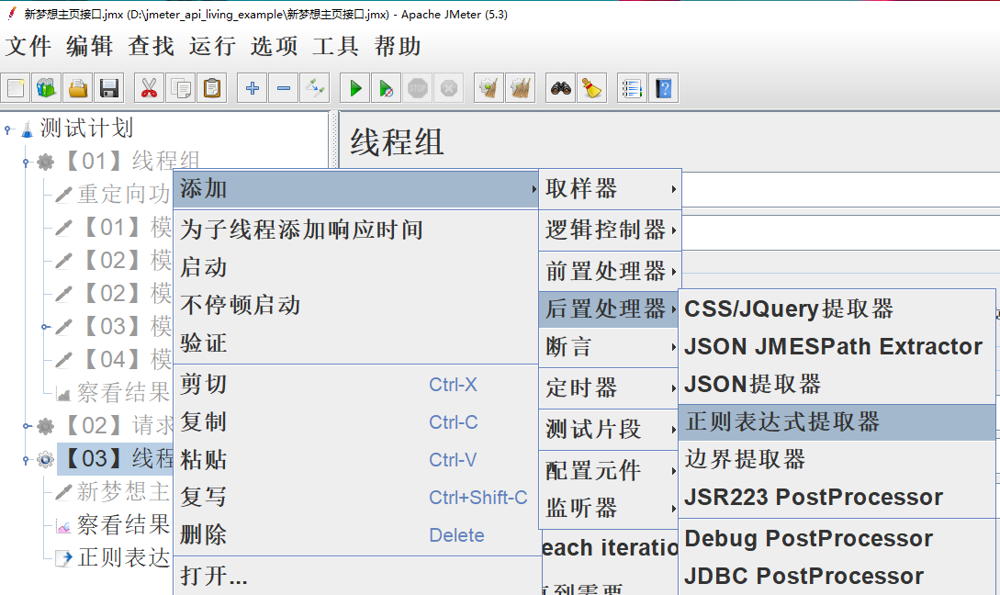 新梦想主页接口.jmx (D:\jmeter_api_living_example\新梦想主页接口.jmx) - Apache JMeter (5.3)
文件 编辑 查找 运行 选项 工具 帮助
测试计划
【01】线程组
重定向功
【01】模
【02】模
【02】模
【03】模
【04】模
察看结果
【02】请求
【03】线程
新梦想主
察看结果
正则表达
线程组
添加
为子线程添加响应时间
启动
不停顿启动
验证
剪切 Ctrl-X
复制 Ctrl-C
粘贴 Ctrl-V
复写 Ctrl+Shift-C
删除 Delete
打开...
取样器
逻辑控制器
前置处理器
后置处理器
断言
定时器
测试片段
配置元件
监听器
each iteratio
CSS/JQuery提取器
JSON JMESPath Extractor
JSON提取器
正则表达式提取器
边界提取器
JSR223 PostProcessor
Debug PostProcessor
JDBC PostProcessor